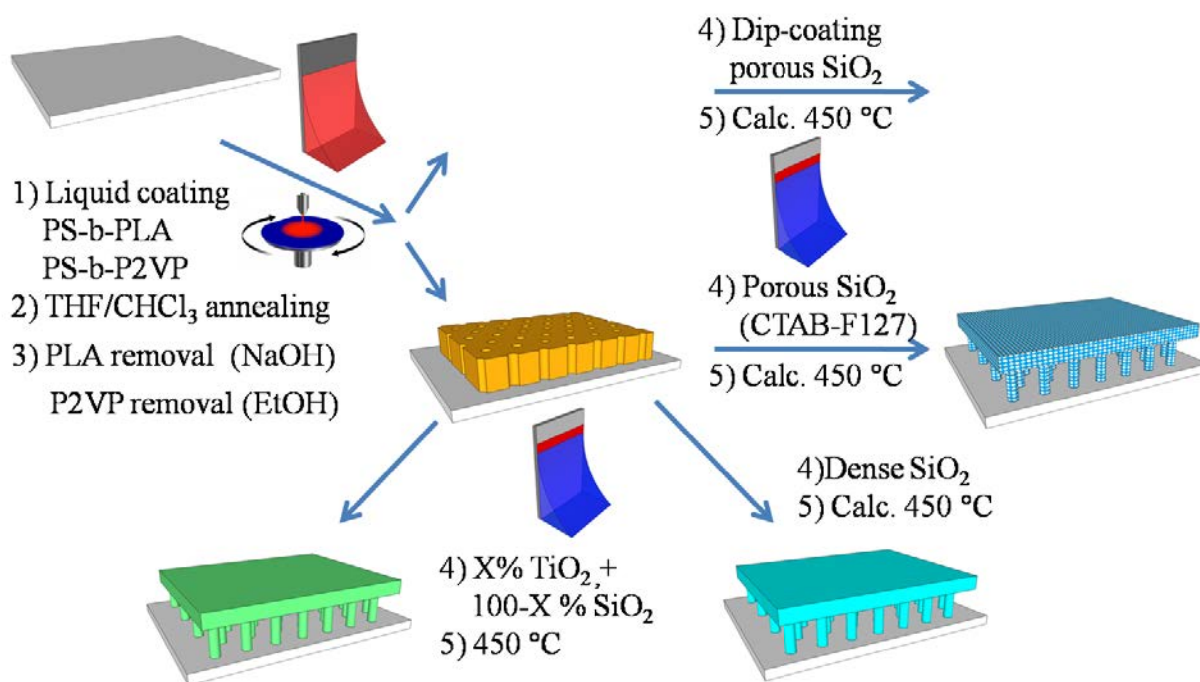 4) Dip-coating
porous SiO₂
5) Calc. 450 °C
1) Liquid coating
PS-b-PLA
PS-b-P2VP
2) THF/CHCl₃ annealing
3) PLA removal (NaOH)
P2VP removal (EtOH)
4) Porous SiO₂
(CTAB-F127)
5) Calc. 450 °C
4)Dense SiO₂
5) Calc. 450 °C
4) X% TiO₂ +
100-X % SiO₂
5) 450 °C